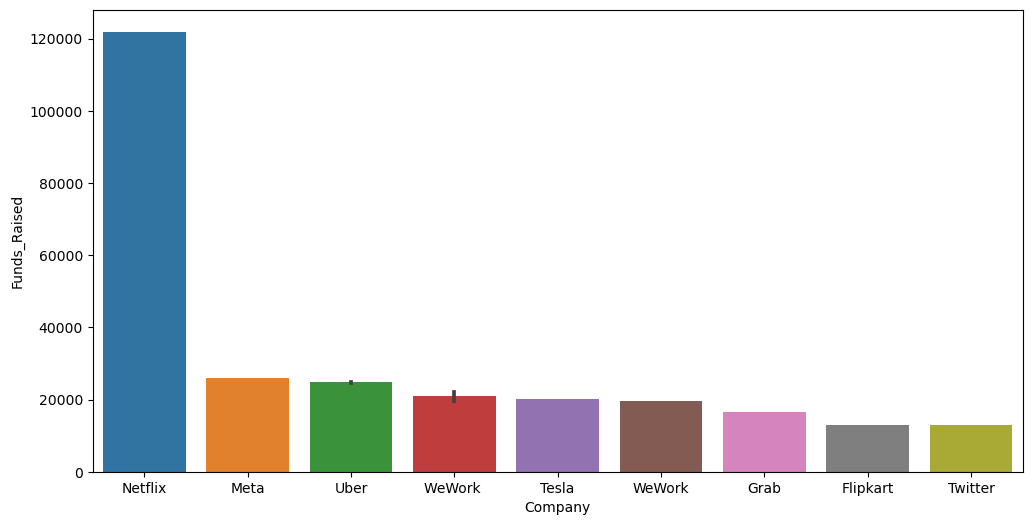 120000
100000
80000
60000
40000
20000
0
Funds_Raised
Netflix Meta Uber WeWork Tesla WeWork Grab Flipkart Twitter
Company